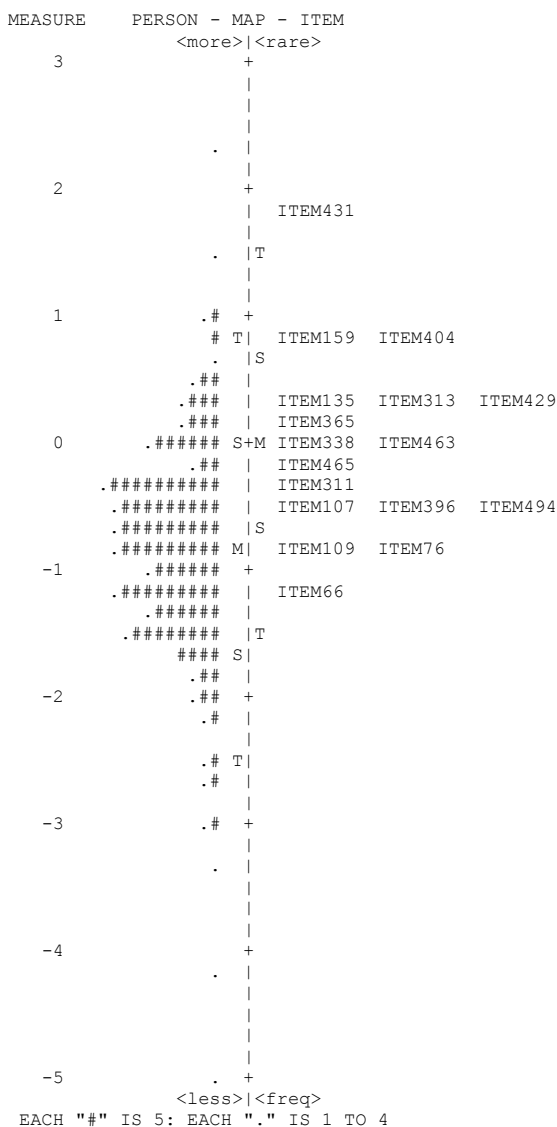 MEASURE     PERSON - MAP - ITEM
                 <more>|<rare>
    3                  +
                       |
                       |
                       |
                    .  |
                       |
    2                  +
                       |  ITEM431
                       |
                    .  |T
                       |
                       |
    1              .#  +
                    # T|  ITEM159  ITEM404
                    .  |S
                  .##  |
                 .###  |  ITEM135  ITEM313  ITEM429
                 .###  |  ITEM365
    0         .###### S+M ITEM338  ITEM463
                  .##  |  ITEM465
          .##########  |  ITEM311
           .#########  |  ITEM107  ITEM396  ITEM494
           .#########  |S
           .######### M|  ITEM109  ITEM76
   -1         .######  +
           .#########  |  ITEM66
              .######  |
            .########  |T
                 #### S|
                  .##  |
   -2             .##  +
                   .#  |
                       |
                   .# T|
                   .#  |
                       |
   -3              .#  +
                       |
                    .  |
                       |
                       |
                       |
   -4                  +
                       |
                    .  |
                       |
                       |
                       |
                       |
   -5               .  +
                 <less>|<freq>
 EACH "#" IS 5: EACH "." IS 1 TO 4